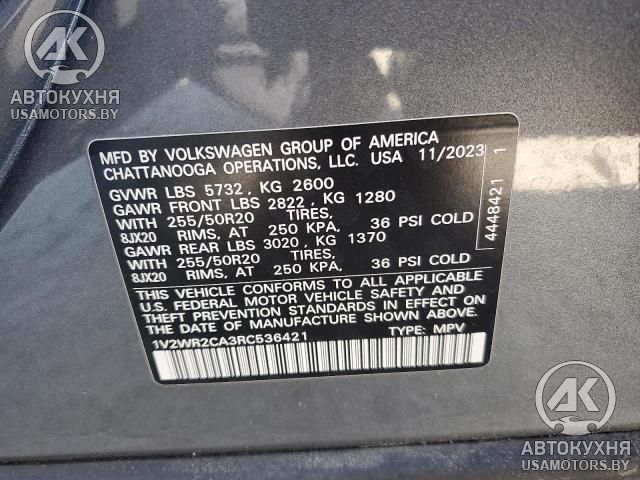 АВТОКУХНЯ
USAMOTORS.BY
MFD BY VOLKSWAGEN GROUP OF AMERICA
CHATTANOOGA OPERATIONS, LLC. USA 11/2023
GVWR LBS 5732, KG 2600
GAWR FRONT LBS 2822, KG 1280
WITH 255/50R20 TIRES,
8JX20 RIMS, AT 250 KPA, 36 PSI COLD
GAWR REAR LBS 3020, KG 1370
WITH 255/50R20 TIRES,
8JX20 RIMS, AT 250 KPA, 36 PSI COLD
THIS VEHICLE CONFORMS TO ALL APPLICABLE
U.S. FEDERAL MOTOR VEHICLE SAFETY AND
THEFT PREVENTION STANDARDS IN EFFECT ON
THE DATE OF MANUFACTURE SHOWN ABOVE.
1V2WR2CA3RC536421 TYPE: MPV
4448421 1
АК
АК
АВТОКУХНЯ
USAMOTORS.BY